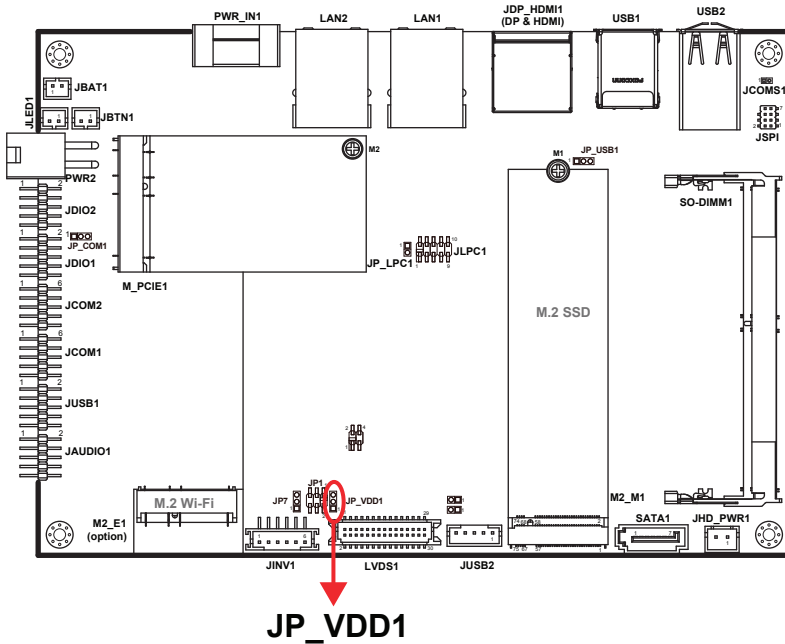 PWR_IN1
LAN2
LAN1
JDP_HDMI1
(DP & HDMI)
USB1
USB2
FOXCONN
JBAT1
JLED1
JBTN1
JCOMS1
JSPI
PWR2
M2
M1
JP_USB1
SO-DIMM1
JDIO2
JP_COM1
JDIO1
JP_LPC1
JLPC1
M_PCIE1
JCOM2
M.2 SSD
JCOM1
JUSB1
JAUDIO1
JP1
JP7
JP_VDD1
M.2 Wi-Fi
M2_M1
M2_E1
(option)
SATA1
JHD_PWR1
JINV1
LVDS1
JUSB2
JP_VDD1